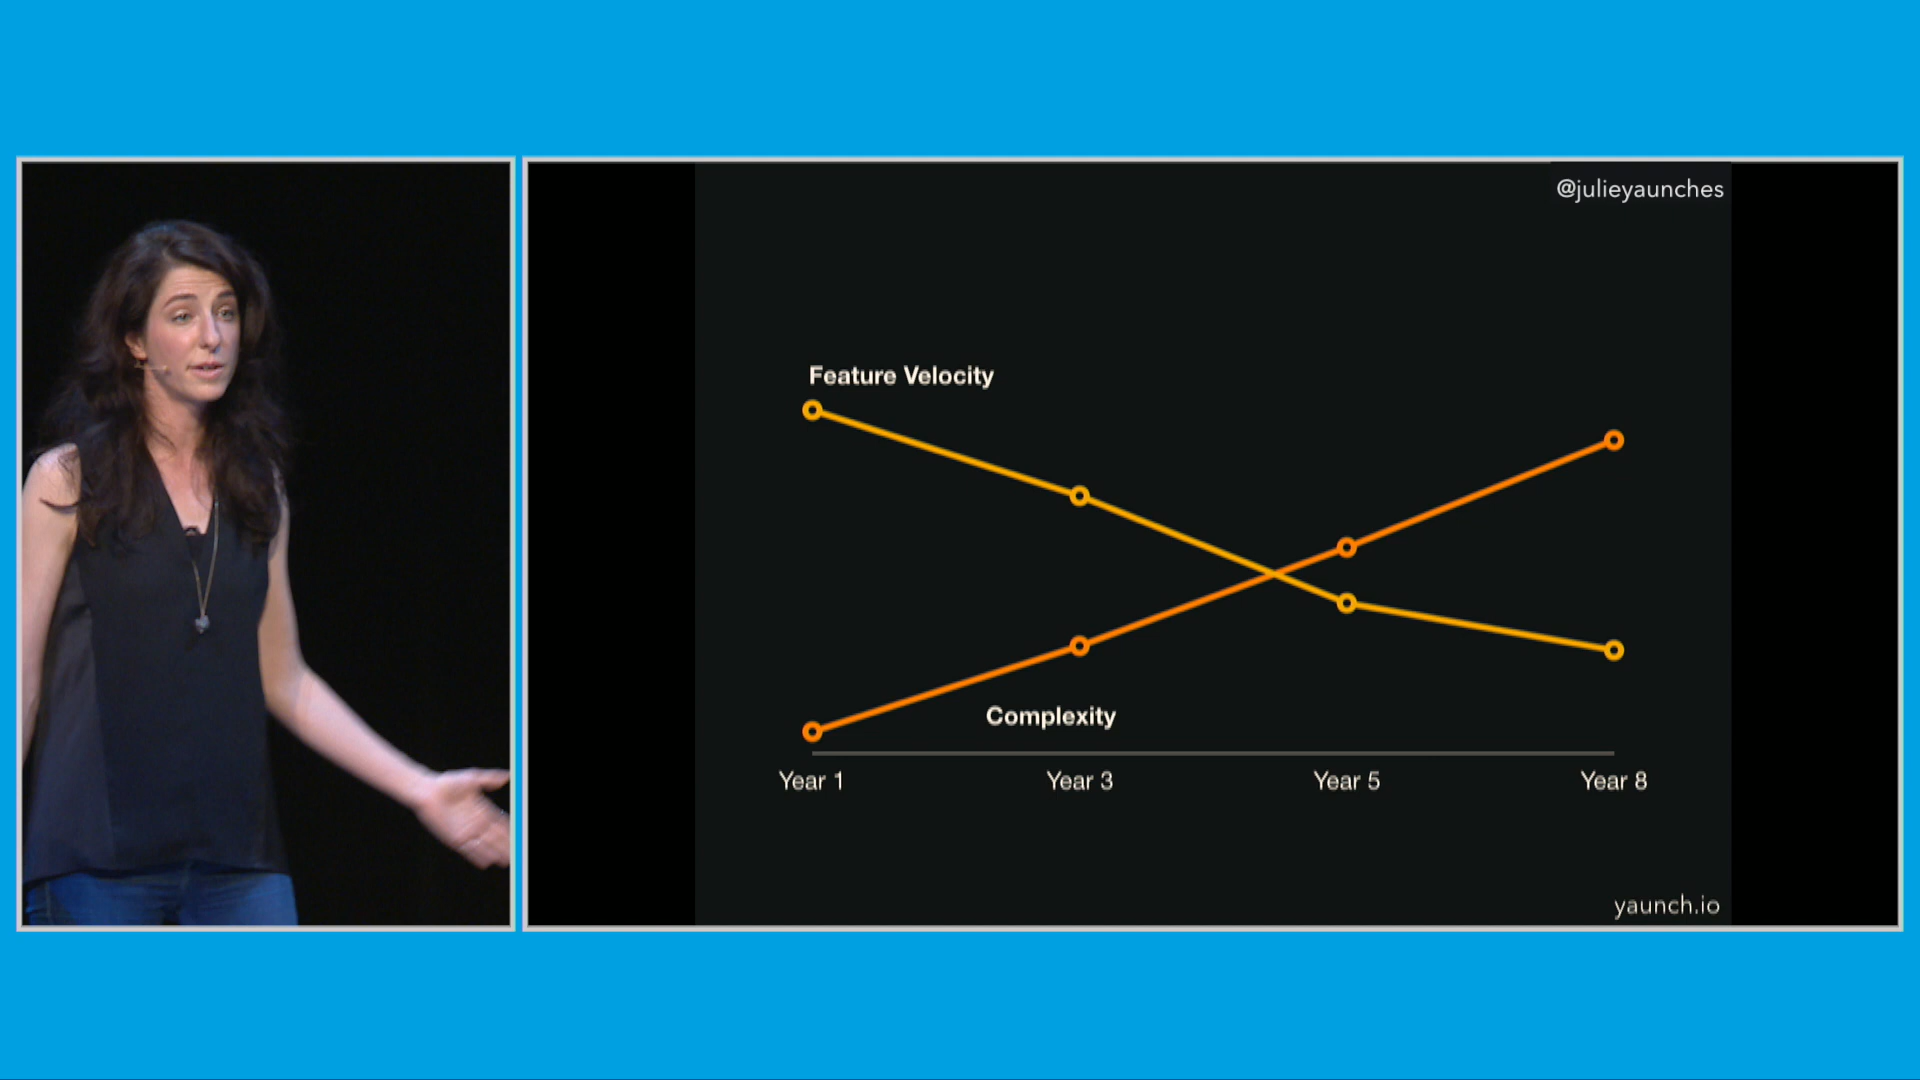 @julieyaunches
Feature Velocity
Complexity
Year 1
Year 3
Year 5
Year 8
yaunch.io